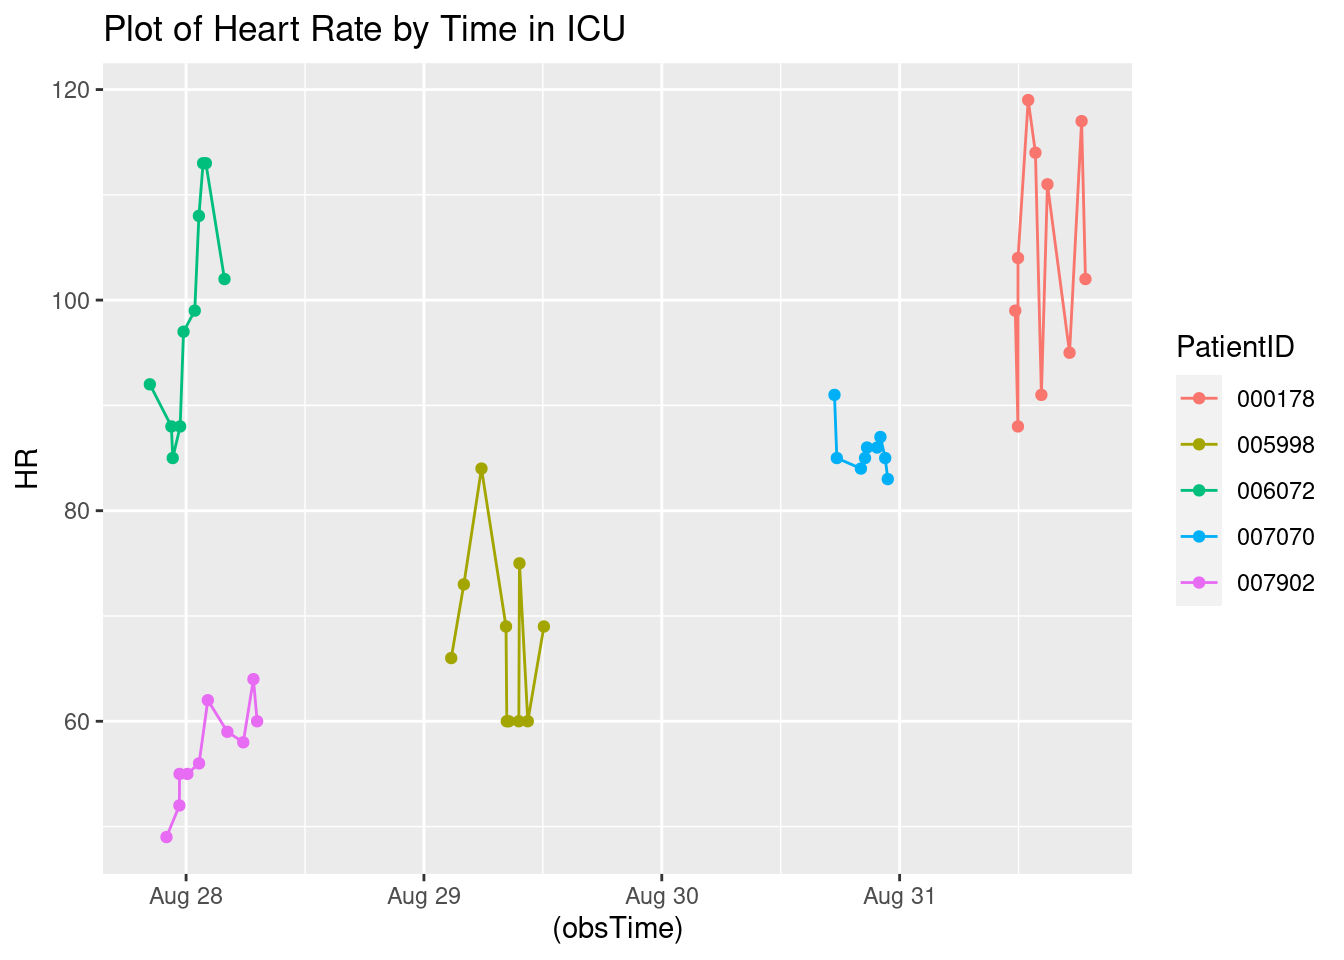 Plot of Heart Rate by Time in ICU
120
100
80
60
HR
Aug 28
Aug 29
Aug 30
Aug 31
(obsTime)
PatientID
000178
005998
006072
007070
007902